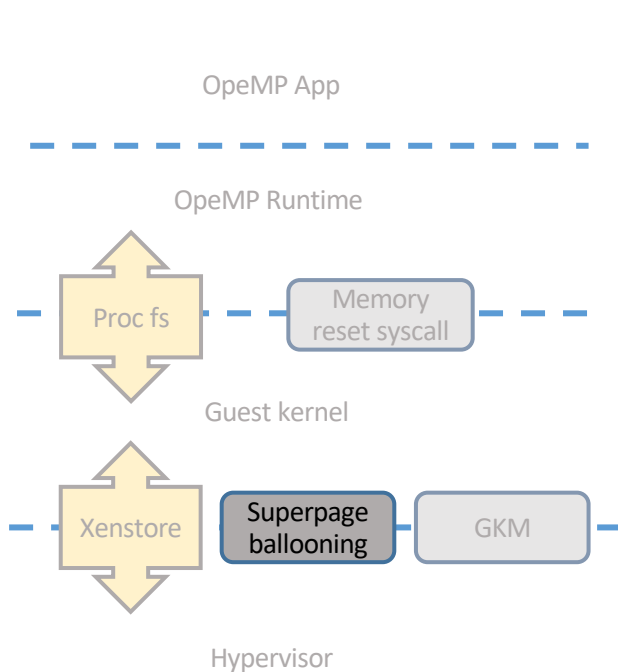 OpeMP App
OpeMP Runtime
Proc fs
Memory
reset syscall
Guest kernel
Xenstore
Superpage
ballooning
GKM
Hypervisor